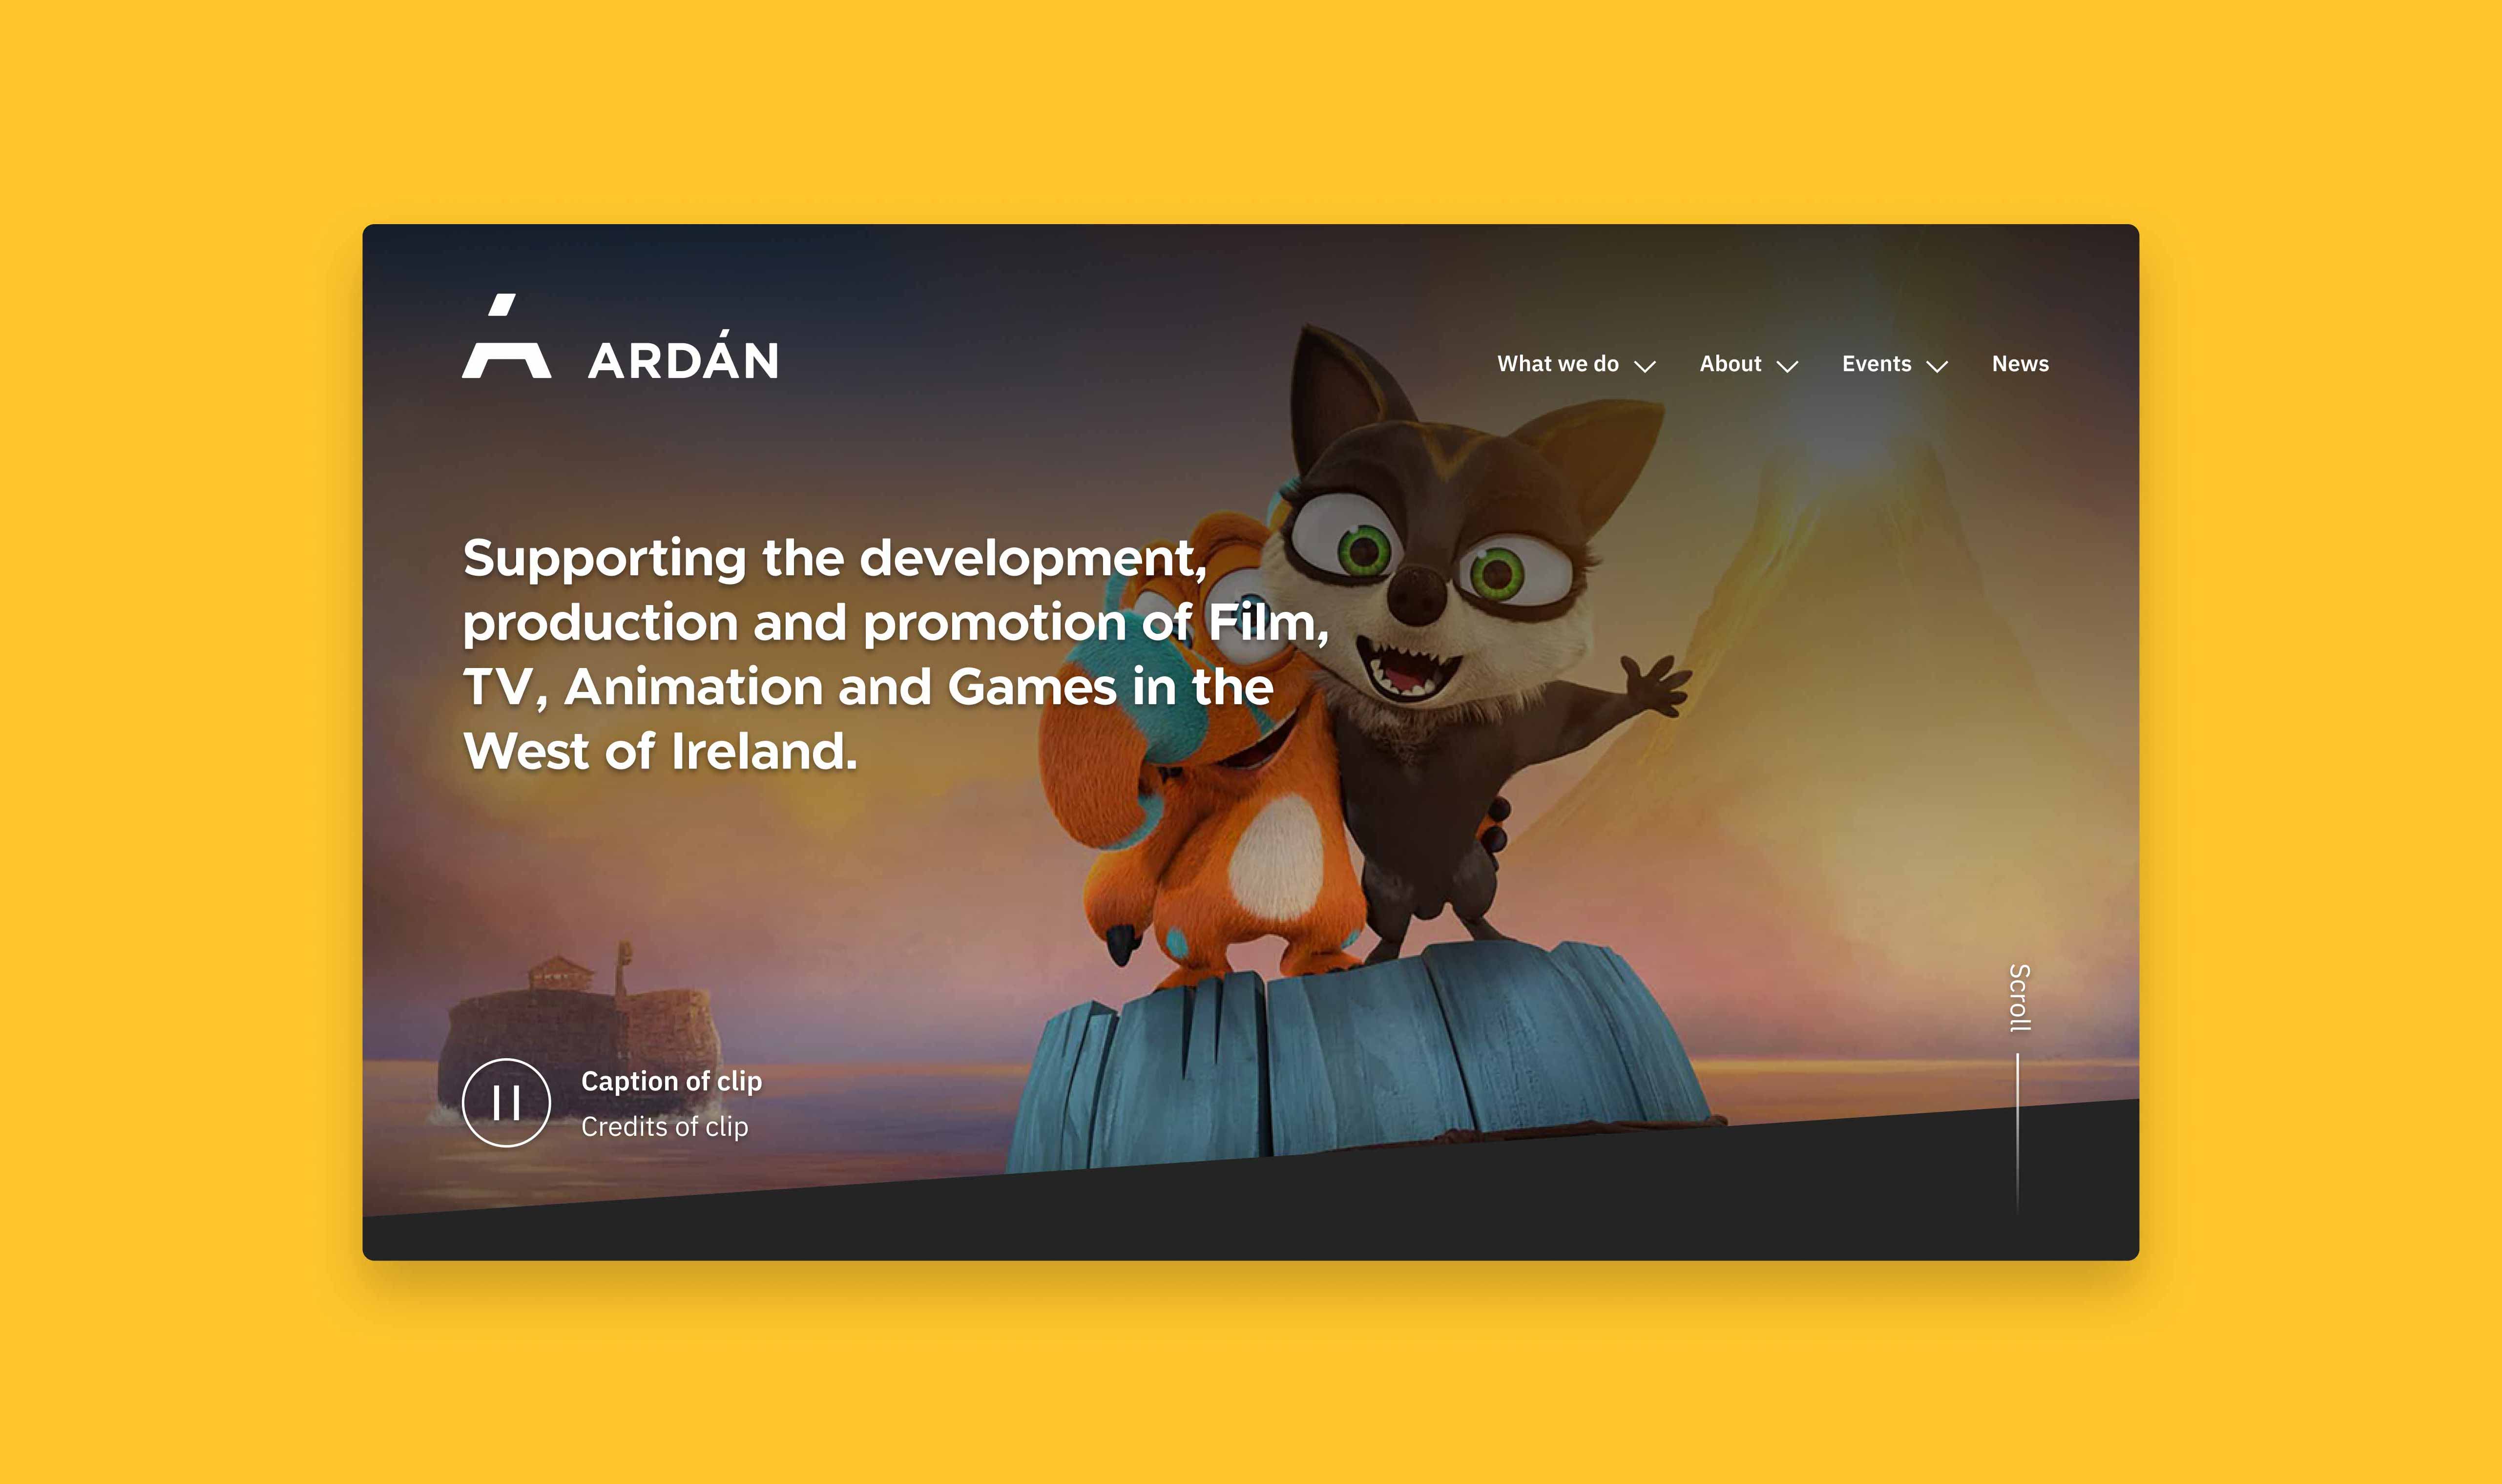 ARDÁN
What we do
About
Events
News
Supporting the development,
production and promotion of Film,
TV, Animation and Games in the
West of Ireland.
Caption of clip
Credits of clip
Scroll